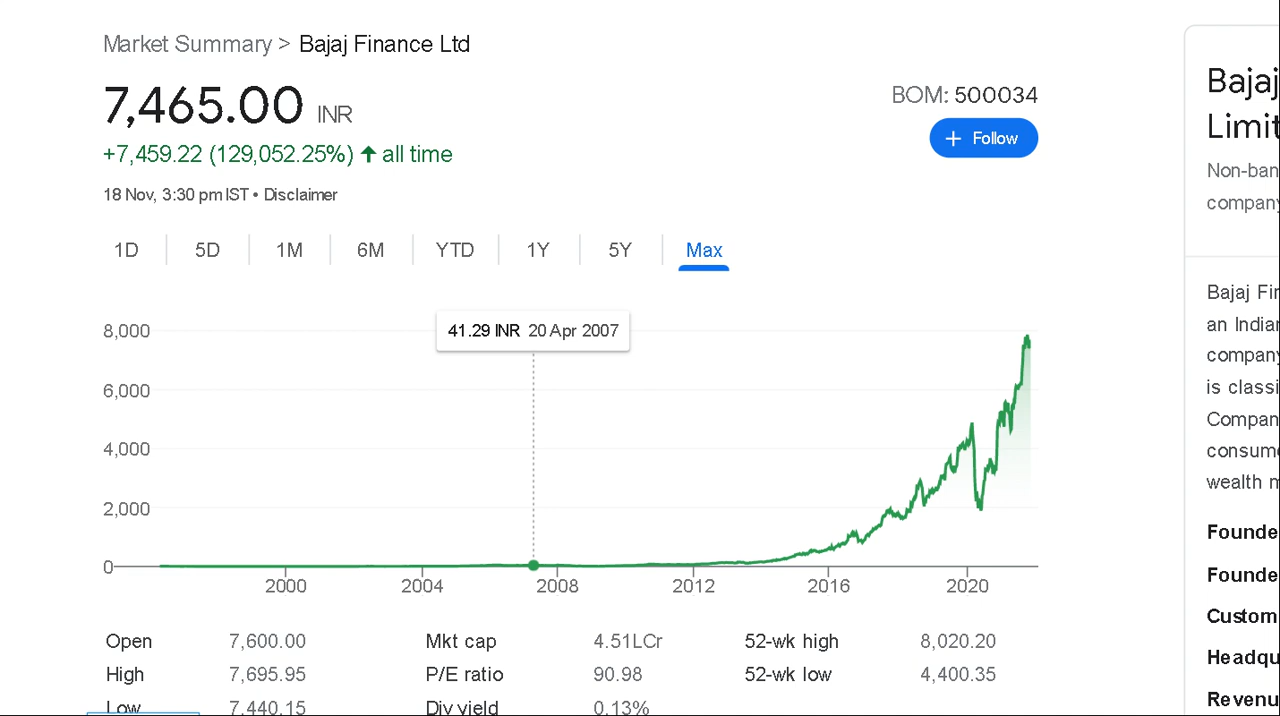 Market Summary > Bajaj Finance Ltd
7,465.00 INR
+7,459.22 (129,052.25%) ↑ all time
18 Nov, 3:30 pm IST • Disclaimer
BOM: 500034
+ Follow
1D 5D 1M 6M YTD 1Y 5Y Max
41.29 INR 20 Apr 2007
8,000
6,000
4,000
2,000
0
2000 2004 2008 2012 2016 2020
Open 7,600.00 Mkt cap 4.51LCr 52-wk high 8,020.20
High 7,695.95 P/E ratio 90.98 52-wk low 4,400.35
Low 7,440.15 Div yield 0.13%
Bajaj
Limit
Non-ban
company
Bajaj Fin
an Indian
company
is classi
Compan
consume
wealth m
Founde
Founde
Custom
Headqu
Revenu